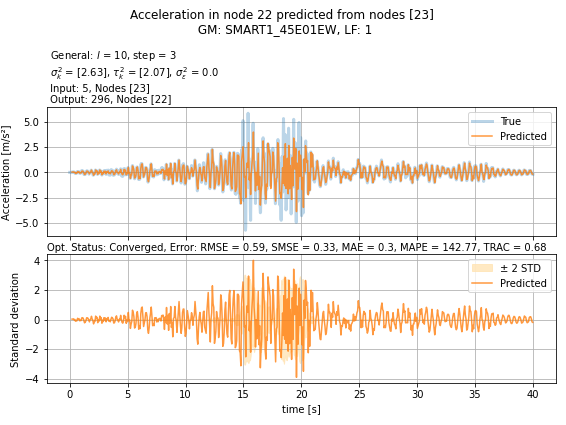 Acceleration in node 22 predicted from nodes [23]
GM: SMART1_45E01EW, LF: 1
General: l = 10, step = 3
σ²ₖ = [2.63], τ²ₖ = [2.07], σ²ε = 0.0
Input: 5, Nodes [23]
Output: 296, Nodes [22]
Acceleration [m/s²]
5.0
2.5
0.0
−2.5
−5.0
True
Predicted
Opt. Status: Converged, Error: RMSE = 0.59, SMSE = 0.33, MAE = 0.3, MAPE = 142.77, TRAC = 0.68
Standard deviation
4
2
0
−2
−4
± 2 STD
Predicted
0 5 10 15 20 25 30 35 40
time [s]